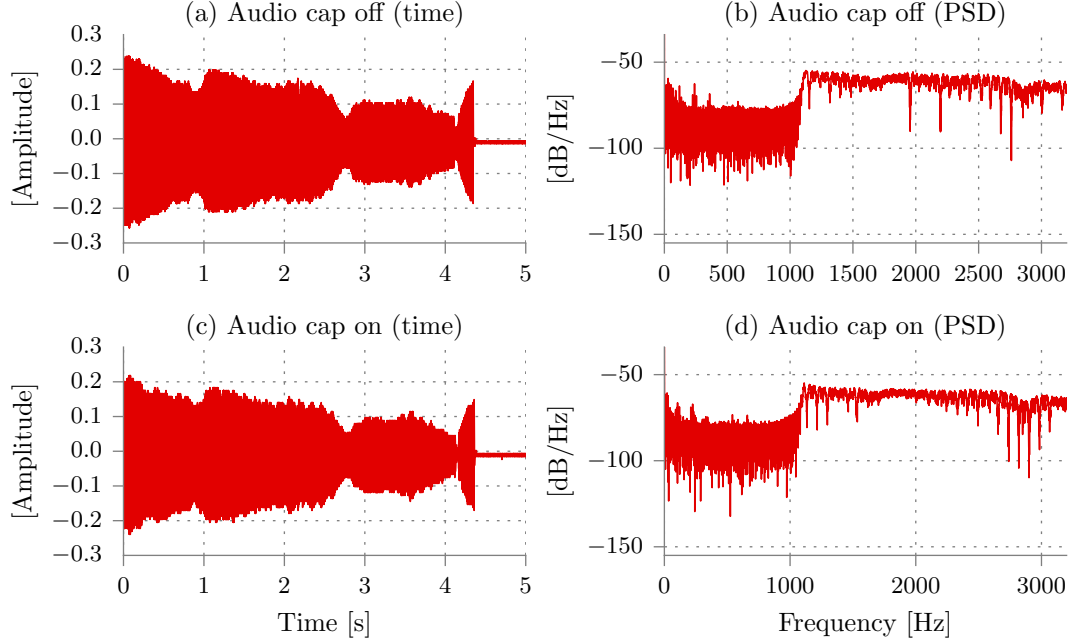 (a) Audio cap off (time)
[Amplitude]
0.3
0.2
0.1
0.0
−0.1
−0.2
−0.3
0 1 2 3 4 5
(b) Audio cap off (PSD)
[dB/Hz]
−50
−100
−150
0 500 1000 1500 2000 2500 3000
(c) Audio cap on (time)
[Amplitude]
0.3
0.2
0.1
0.0
−0.1
−0.2
−0.3
0 1 2 3 4 5
Time [s]
(d) Audio cap on (PSD)
[dB/Hz]
−50
−100
−150
0 1000 2000 3000
Frequency [Hz]